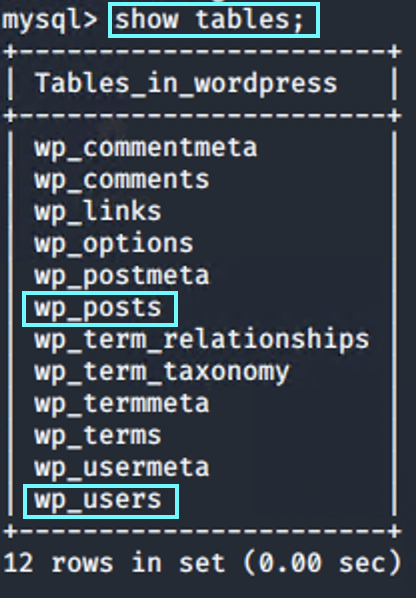 mysql> show tables;
+-----------------------+
| Tables_in_wordpress   |
+-----------------------+
| wp_commentmeta        |
| wp_comments           |
| wp_links              |
| wp_options            |
| wp_postmeta           |
| wp_posts              |
| wp_term_relationships |
| wp_term_taxonomy      |
| wp_termmeta           |
| wp_terms              |
| wp_usermeta           |
| wp_users              |
+-----------------------+
12 rows in set (0.00 sec)